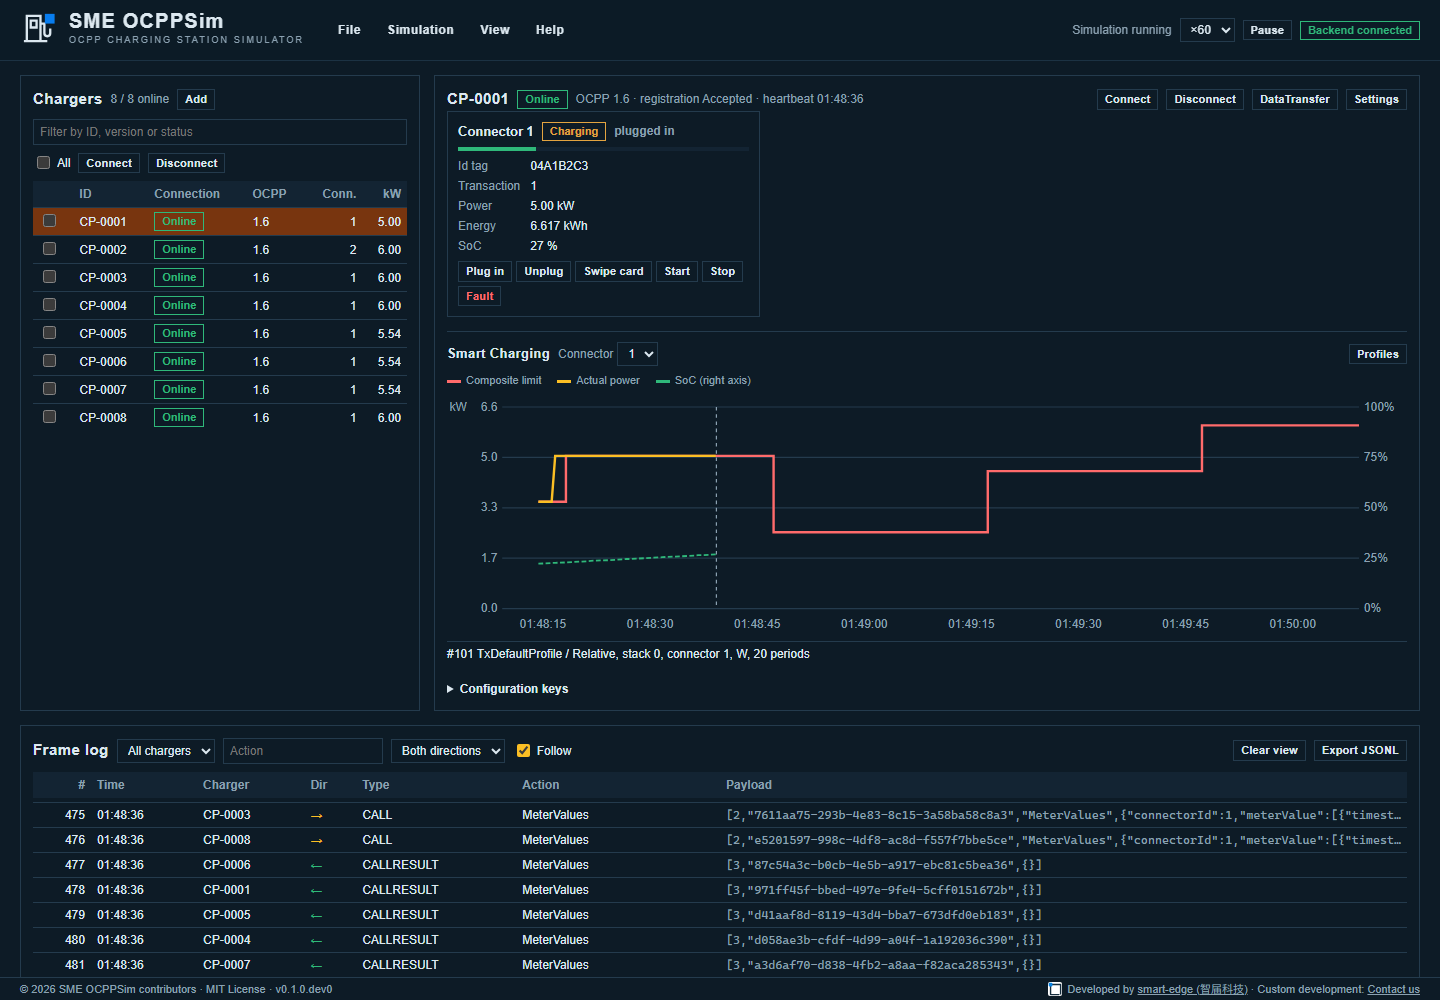 SME OCPPSim
OCPP CHARGING STATION SIMULATOR
File Simulation View Help
Simulation running ×60 Pause Backend connected
Chargers 8 / 8 online Add
Filter by ID, version or status
All Connect Disconnect
ID Connection OCPP Conn. kW
CP-0001 Online 1.6 1 5.00
CP-0002 Online 1.6 2 6.00
CP-0003 Online 1.6 1 6.00
CP-0004 Online 1.6 1 6.00
CP-0005 Online 1.6 1 5.54
CP-0006 Online 1.6 1 5.54
CP-0007 Online 1.6 1 5.54
CP-0008 Online 1.6 1 6.00
CP-0001 Online OCPP 1.6 · registration Accepted · heartbeat 01:48:36
Connect Disconnect DataTransfer Settings
Connector 1 Charging plugged in
Id tag 04A1B2C3
Transaction 1
Power 5.00 kW
Energy 6.617 kWh
SoC 27 %
Plug in Unplug Swipe card Start Stop
Fault
Smart Charging Connector 1 Profiles
Composite limit Actual power SoC (right axis)
kW 6.6 100%
5.0 75%
3.3 50%
1.7 25%
0.0 0%
01:48:15 01:48:30 01:48:45 01:49:00 01:49:15 01:49:30 01:49:45 01:50:00
#101 TxDefaultProfile / Relative, stack 0, connector 1, W, 20 periods
▶ Configuration keys
Frame log All chargers Action Both directions Follow Clear view Export JSONL
# Time Charger Dir Type Action Payload
475 01:48:36 CP-0003 → CALL MeterValues [2,"7611aa75-293b-4e83-8c15-3a58ba58c8a3","MeterValues",{"connectorId":1,"meterValue":[{"timest…
476 01:48:36 CP-0008 → CALL MeterValues [2,"e5201597-998c-4df8-ac8d-f557f7bbe5ce","MeterValues",{"connectorId":1,"meterValue":[{"timest…
477 01:48:36 CP-0006 ← CALLRESULT MeterValues [3,"87c54a3c-b0cb-4e5b-a917-ebc81c5bea36",{}]
478 01:48:36 CP-0001 ← CALLRESULT MeterValues [3,"971ff45f-bbed-497e-9fe4-5cff0151672b",{}]
479 01:48:36 CP-0005 ← CALLRESULT MeterValues [3,"d41aaf8d-8119-43d4-bba7-673dfd0eb183",{}]
480 01:48:36 CP-0004 ← CALLRESULT MeterValues [3,"d058ae3b-cfdf-4d99-a04f-1a192036c390",{}]
481 01:48:36 CP-0007 ← CALLRESULT MeterValues [3,"a3d6af70-d838-4fb2-a8aa-f82aca285343",{}]
© 2026 SME OCPPSim contributors · MIT License · v0.1.0.dev0
Developed by smart-edge (智届科技) · Custom development: Contact us